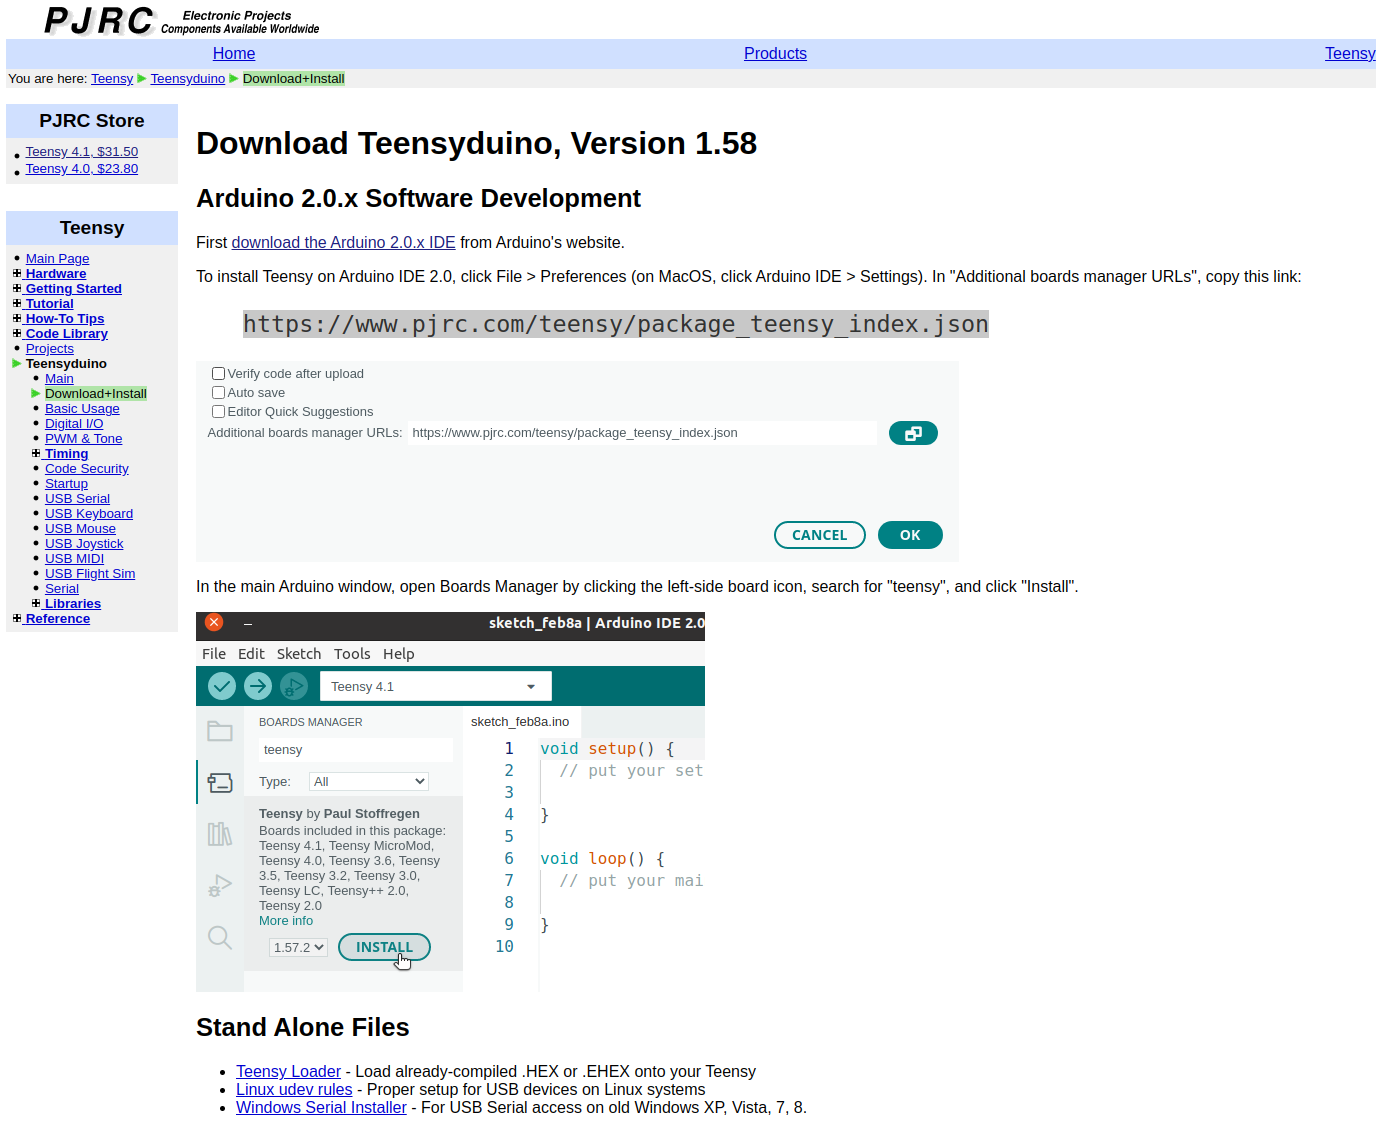 PJRC Electronic Projects
Components Available Worldwide
Home Products Teensy
You are here: Teensy Teensyduino Download+Install
PJRC Store
Teensy 4.1, $31.50
Teensy 4.0, $23.80
Teensy
Main Page
Hardware
Getting Started
Tutorial
How-To Tips
Code Library
Projects
Teensyduino
Main
Download+Install
Basic Usage
Digital I/O
PWM & Tone
Timing
Code Security
Startup
USB Serial
USB Keyboard
USB Mouse
USB Joystick
USB MIDI
USB Flight Sim
Serial
Libraries
Reference
Download Teensyduino, Version 1.58
Arduino 2.0.x Software Development
First download the Arduino 2.0.x IDE from Arduino's website.
To install Teensy on Arduino IDE 2.0, click File > Preferences (on MacOS, click Arduino IDE > Settings). In "Additional boards manager URLs", copy this link:
https://www.pjrc.com/teensy/package_teensy_index.json
Verify code after upload
Auto save
Editor Quick Suggestions
Additional boards manager URLs: https://www.pjrc.com/teensy/package_teensy_index.json
CANCEL OK
In the main Arduino window, open Boards Manager by clicking the left-side board icon, search for "teensy", and click "Install".
sketch_feb8a | Arduino IDE 2.0
File Edit Sketch Tools Help
Teensy 4.1
BOARDS MANAGER
teensy
Type: All
Teensy by Paul Stoffregen
Boards included in this package:
Teensy 4.1, Teensy MicroMod,
Teensy 4.0, Teensy 3.6, Teensy
3.5, Teensy 3.2, Teensy 3.0,
Teensy LC, Teensy++ 2.0,
Teensy 2.0
More info
1.57.2 INSTALL
sketch_feb8a.ino
1 void setup() {
2 // put your set
3
4 }
5
6 void loop() {
7 // put your mai
8
9 }
10
Stand Alone Files
Teensy Loader - Load already-compiled .HEX or .EHEX onto your Teensy
Linux udev rules - Proper setup for USB devices on Linux systems
Windows Serial Installer - For USB Serial access on old Windows XP, Vista, 7, 8.